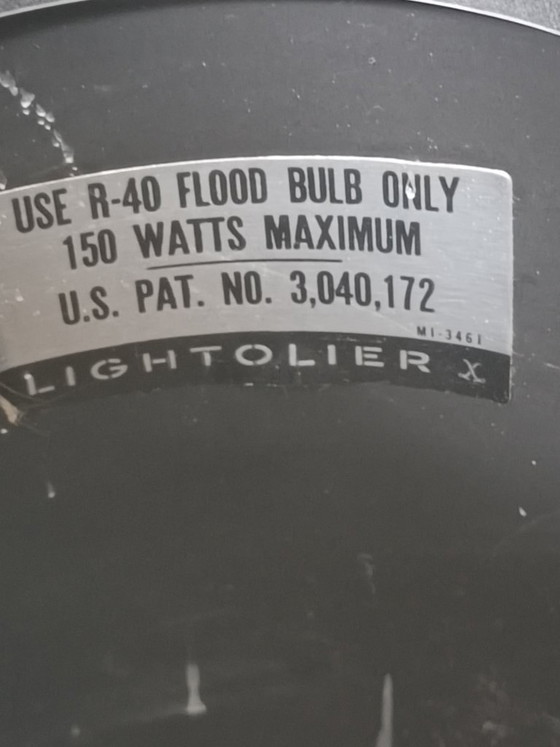 USE R-40 FLOOD BULB ONLY
150 WATTS MAXIMUM
U.S. PAT. NO. 3,040,172
MI-3461
LIGHTOLIER X